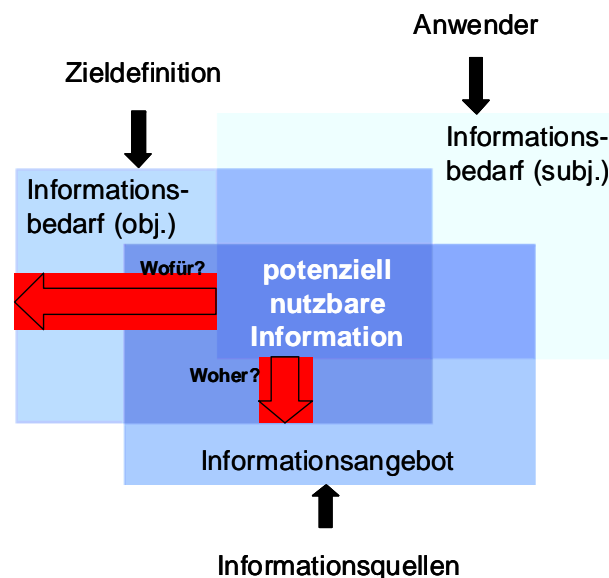 Anwender
Zieldefinition
Informations-
bedarf (subj.)
Informations-
bedarf (obj.)
Wofür?
potenziell
nutzbare
Information
Woher?
Informationsangebot
Informationsquellen